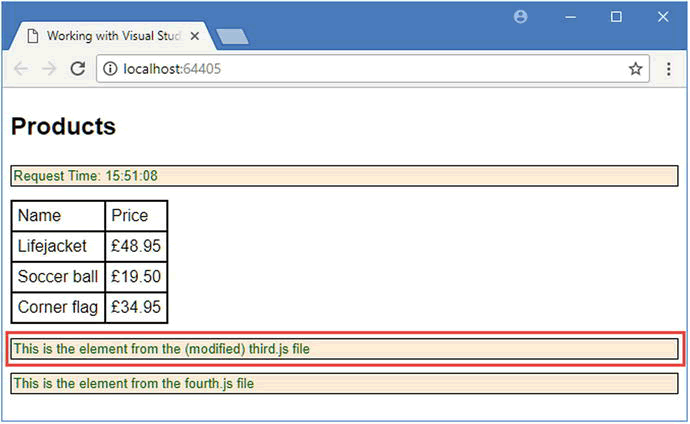 Working with Visual Stud
localhost:64405
Products
Request Time: 15:51:08
Name Price
Lifejacket £48.95
Soccer ball £19.50
Corner flag £34.95
This is the element from the (modified) third.js file
This is the element from the fourth.js file